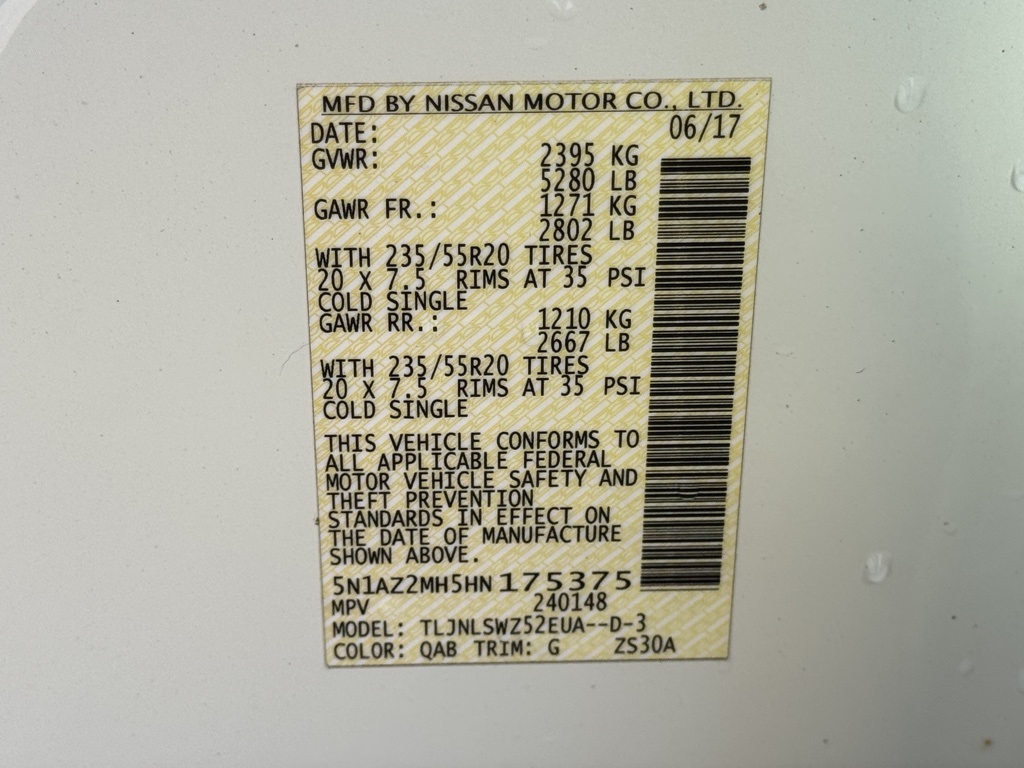 MFD BY NISSAN MOTOR CO., LTD.
DATE: 06/17
GVWR: 2395 KG
5280 LB
GAWR FR.: 1271 KG
2802 LB
WITH 235/55R20 TIRES
20 X 7.5 RIMS AT 35 PSI
COLD SINGLE
GAWR RR.: 1210 KG
2667 LB
WITH 235/55R20 TIRES
20 X 7.5 RIMS AT 35 PSI
COLD SINGLE
THIS VEHICLE CONFORMS TO
ALL APPLICABLE FEDERAL
MOTOR VEHICLE SAFETY AND
THEFT PREVENTION
STANDARDS IN EFFECT ON
THE DATE OF MANUFACTURE
SHOWN ABOVE.
5N1AZ2MH5HN175375
MPV 240148
MODEL: TLJNLSWZ52EUA--D-3
COLOR: QAB TRIM: G ZS30A